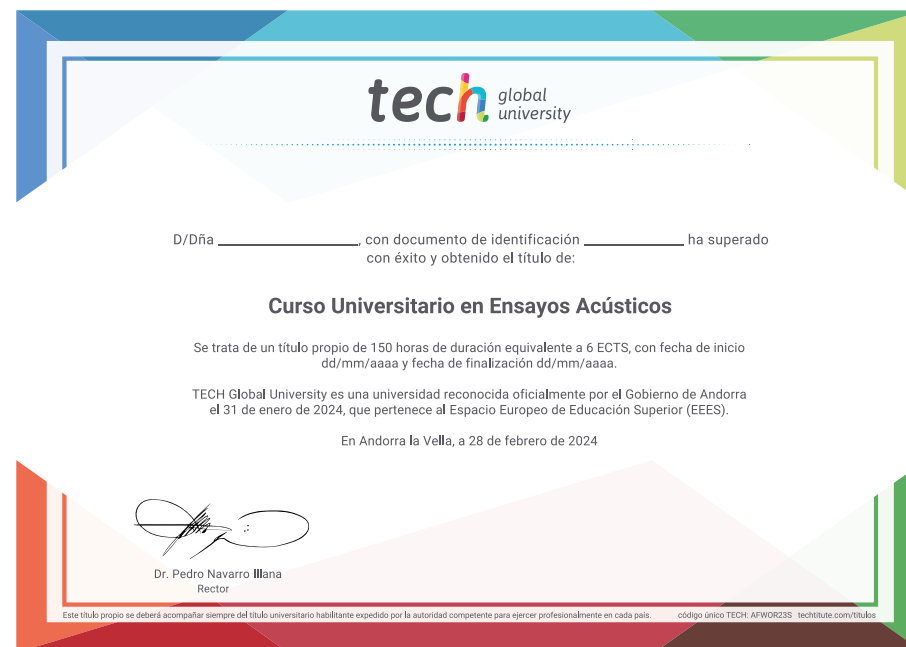 tech global university
D/Dña ____________________, con documento de identificación ______________ ha superado
con éxito y obtenido el título de:
Curso Universitario en Ensayos Acústicos
Se trata de un título propio de 150 horas de duración equivalente a 6 ECTS, con fecha de inicio
dd/mm/aaaa y fecha de finalización dd/mm/aaaa.
TECH Global University es una universidad reconocida oficialmente por el Gobierno de Andorra
el 31 de enero de 2024, que pertenece al Espacio Europeo de Educación Superior (EEES).
En Andorra la Vella, a 28 de febrero de 2024
Dr. Pedro Navarro Illana
Rector
Este título propio se deberá acompañar siempre del título universitario habilitante expedido por la autoridad competente para ejercer profesionalmente en cada país. código único TECH: AFWOR23S techtitute.com/titulos